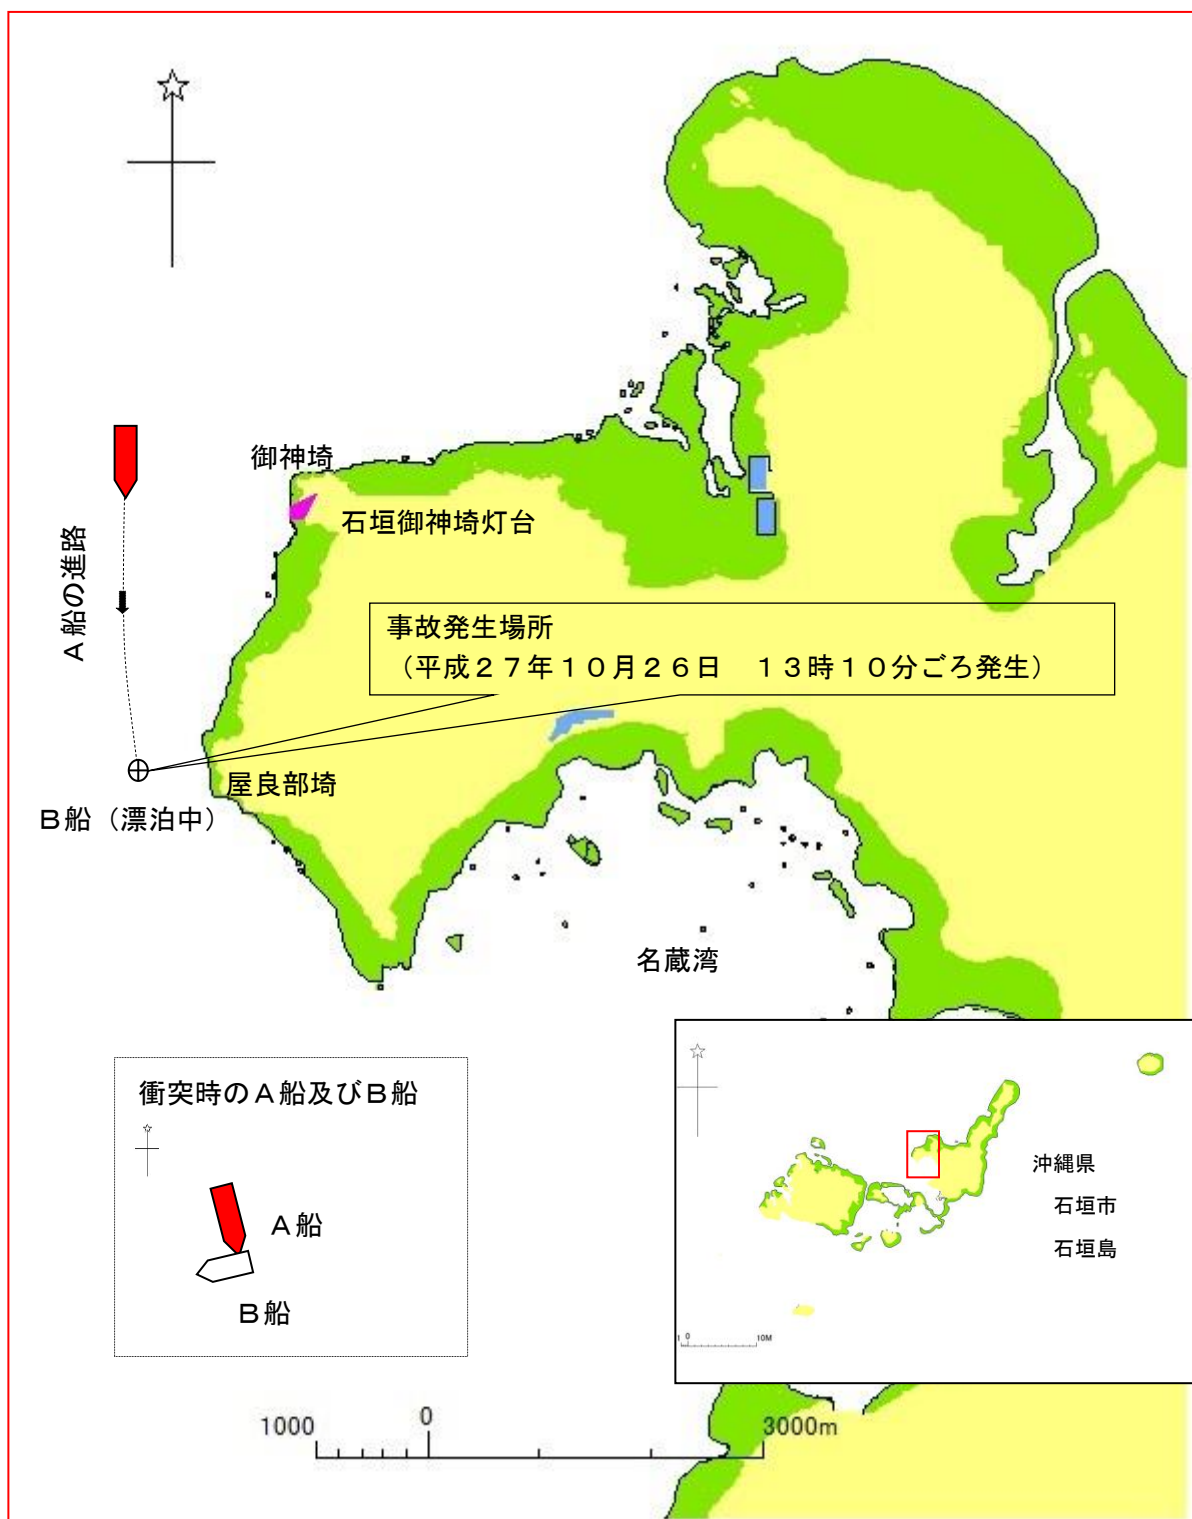 御神埼
石垣御神埼灯台
A船の進路
事故発生場所
（平成２７年１０月２６日　１３時１０分ごろ発生）
屋良部埼
B船（漂泊中）
名蔵湾
衝突時のA船及びB船
A船
B船
沖縄県
石垣市
石垣島
1 0 10M
1000 0 3000m